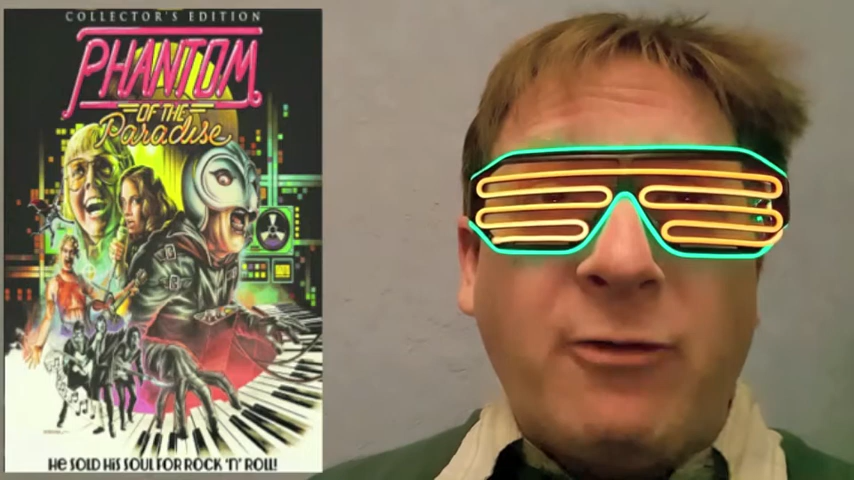 COLLECTOR'S EDITION
PHANTOM
OF THE
Paradise
HE SOLD HIS SOUL FOR ROCK 'N' ROLL!